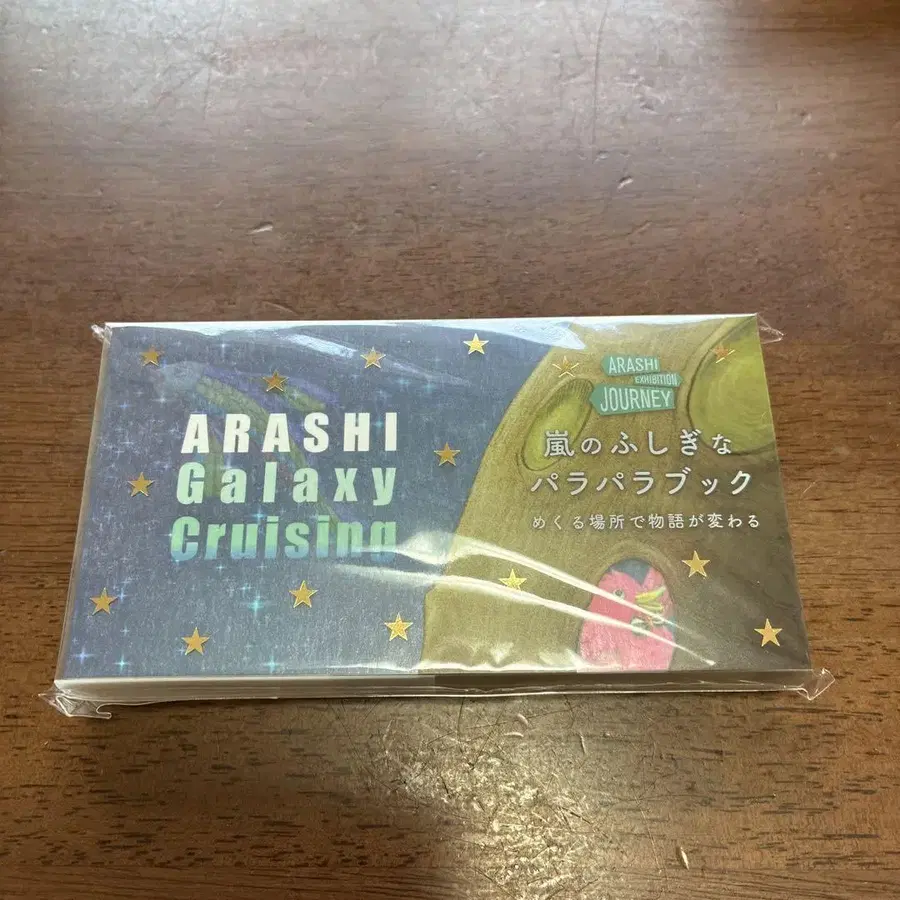 ARASHI
Galaxy
Cruising
ARASHI
EXHIBITION
JOURNEY
嵐のふしぎな
パラパラブック
めくる場所で物語が変わる